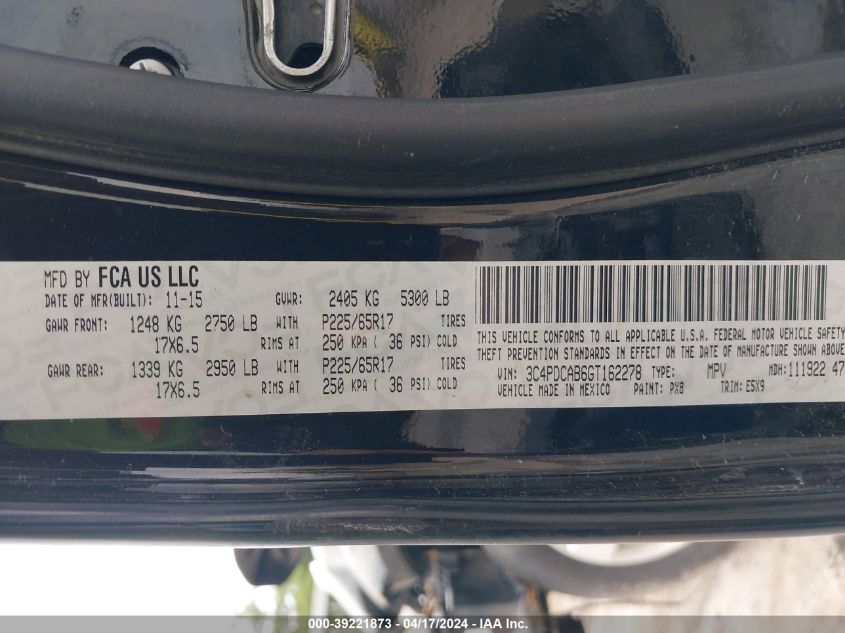 MFD BY FCA US LLC
DATE OF MFR(BUILT): 11-15 GVWR: 2405 KG 5300 LB
GAWR FRONT: 1248 KG 2750 LB WITH P225/65R17 TIRES
17X6.5 RIMS AT 250 KPA ( 36 PSI) COLD
GAWR REAR: 1339 KG 2950 LB WITH P225/65R17 TIRES
17X6.5 RIMS AT 250 KPA ( 36 PSI) COLD
THIS VEHICLE CONFORMS TO ALL APPLICABLE U.S.A. FEDERAL MOTOR VEHICLE SAFETY
THEFT PREVENTION STANDARDS IN EFFECT ON THE DATE OF MANUFACTURE SHOWN ABOVE
VIN: 3C4PDCAB6GT162278 TYPE: MPV MDH: 111922 47
VEHICLE MADE IN MEXICO PAINT: PX8 TRIM: E5X9
000-39221873 - 04/17/2024 - IAA Inc.